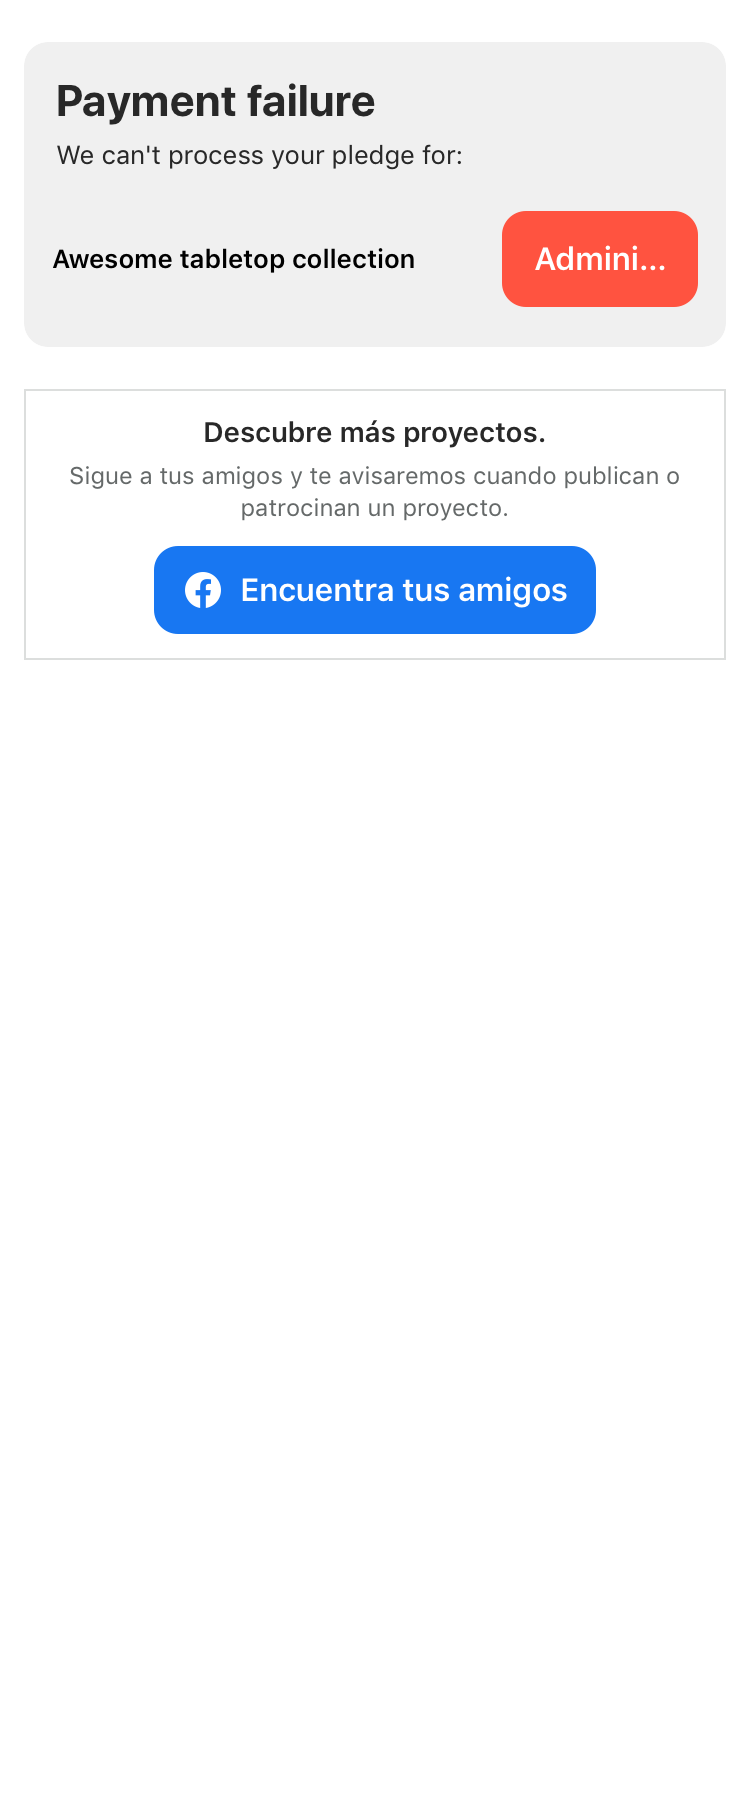 Payment failure
We can't process your pledge for:
Awesome tabletop collection
Admini...
Descubre más proyectos.
Sigue a tus amigos y te avisaremos cuando publican o
patrocinan un proyecto.
Encuentra tus amigos